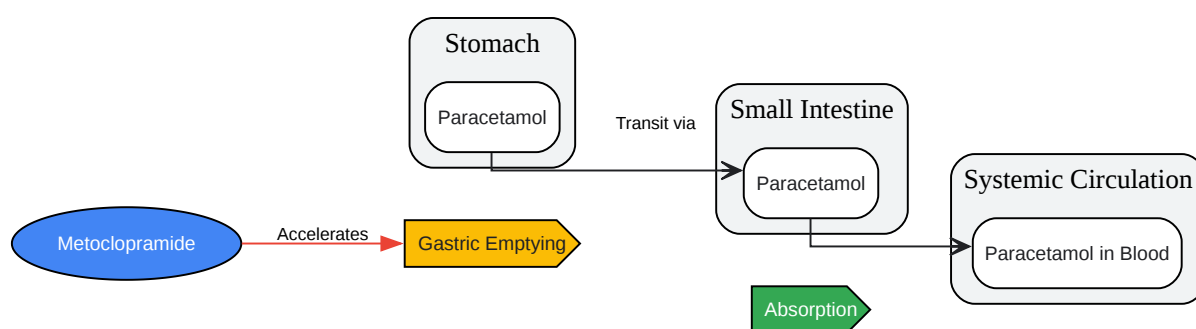 Stomach
Paracetamol
Transit via
Small Intestine
Paracetamol
Systemic Circulation
Paracetamol in Blood
Metoclopramide
Accelerates
Gastric Emptying
Absorption